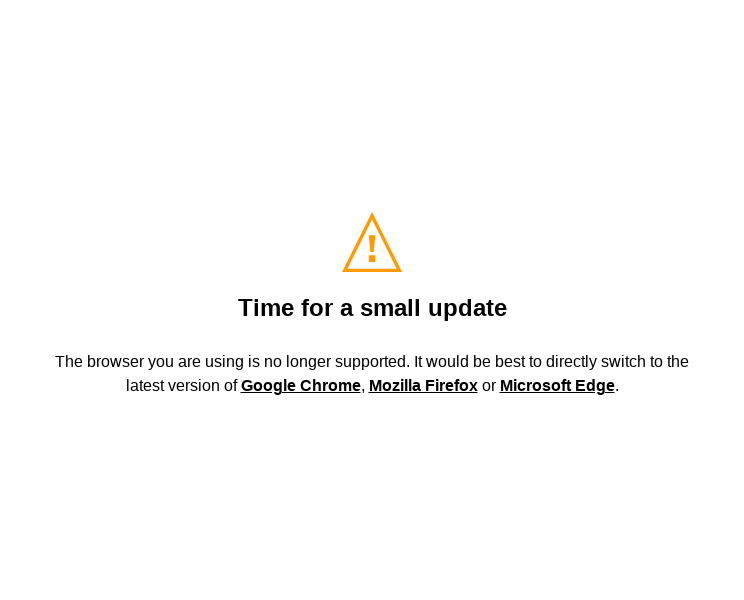 !
Time for a small update
The browser you are using is no longer supported. It would be best to directly switch to the
latest version of Google Chrome, Mozilla Firefox or Microsoft Edge.